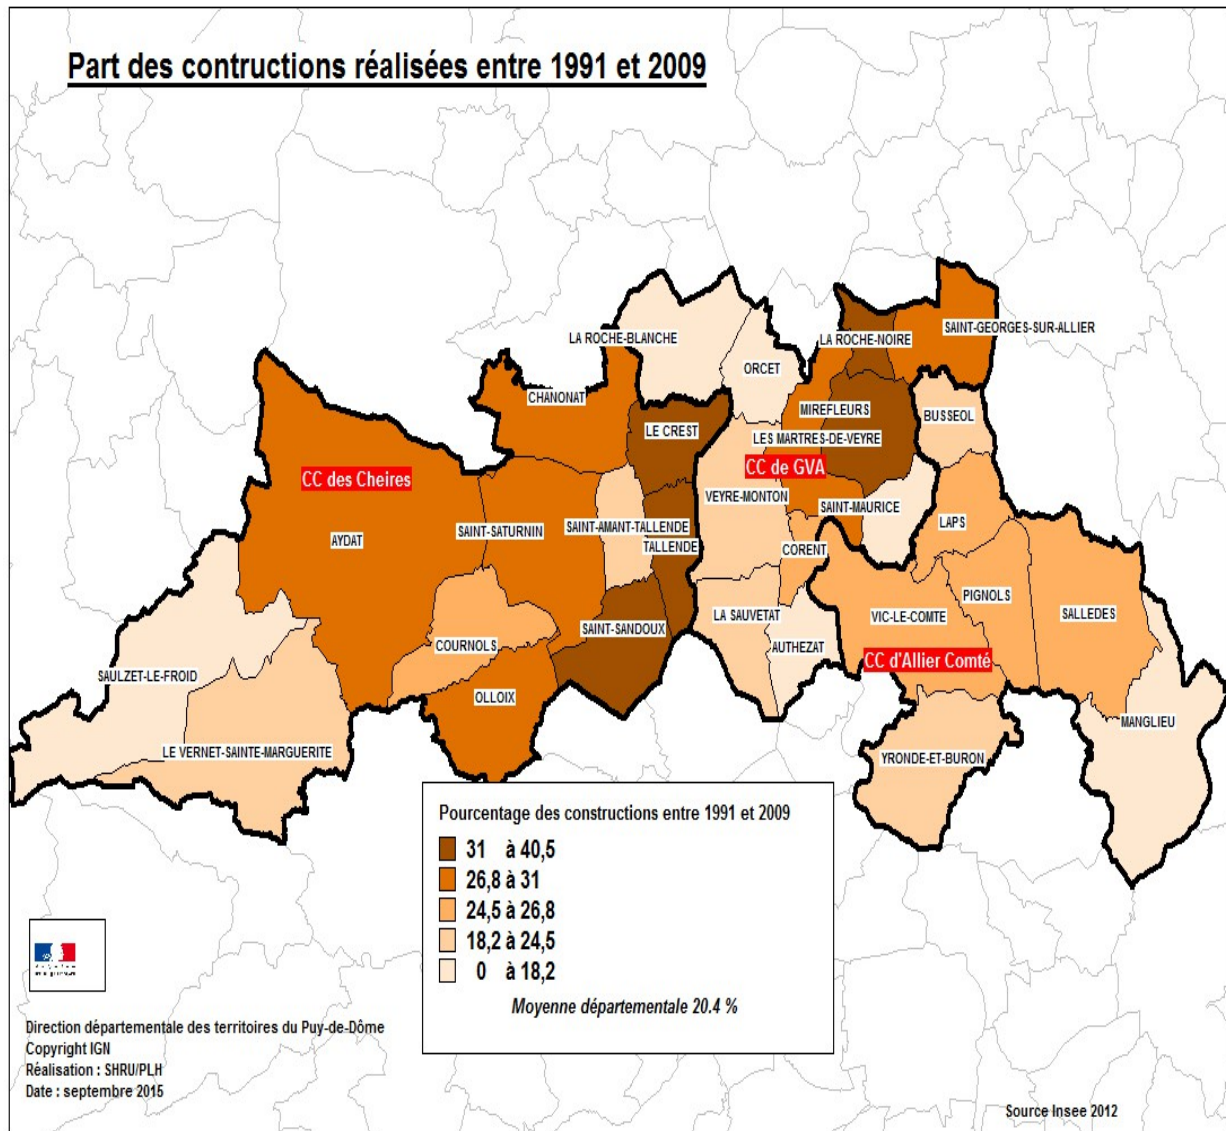 Part des contructions réalisées entre 1991 et 2009
SAINT-GEORGES-SUR-ALLIER
LA ROCHE-BLANCHE
LA ROCHE-NOIRE
ORCET
CHANONAT
MIREFLEURS
BUSSEOL
LE CREST
LES MARTRES-DE-VEYRE
CC de GVA
CC des Cheires
VEYRE-MONTON
SAINT-MAURICE
LAPS
SAINT-SATURNIN
SAINT-AMANT-TALLENDE
AYDAT
TALLENDE
CORENT
PIGNOLS
LA SAUVETAT
VIC-LE-COMTE
SALLEDES
SAINT-SANDOUX
COURNOLS
AUTHEZAT
CC d'Allier Comté
SAULZET-LE-FROID
OLLOIX
MANGLIEU
LE VERNET-SAINTE-MARGUERITE
YRONDE-ET-BURON
Pourcentage des constructions entre 1991 et 2009
31 à 40,5
26,8 à 31
24,5 à 26,8
18,2 à 24,5
0 à 18,2
Moyenne départementale 20.4 %
Direction départementale des territoires du Puy-de-Dôme
Copyright IGN
Réalisation : SHRU/PLH
Date : septembre 2015
Source Insee 2012